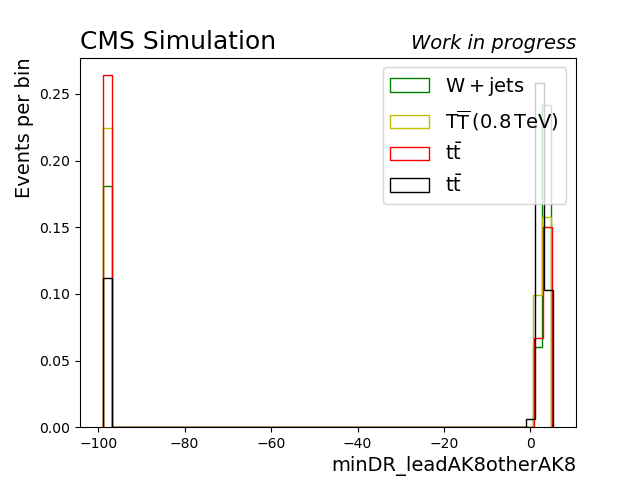 CMS Simulation
Work in progress
Events per bin
0.25
0.20
0.15
0.10
0.05
0.00
W + jets
TT̅ (0.8 TeV)
tt̄
tt̄
−100
−80
−60
−40
−20
0
minDR_leadAK8otherAK8